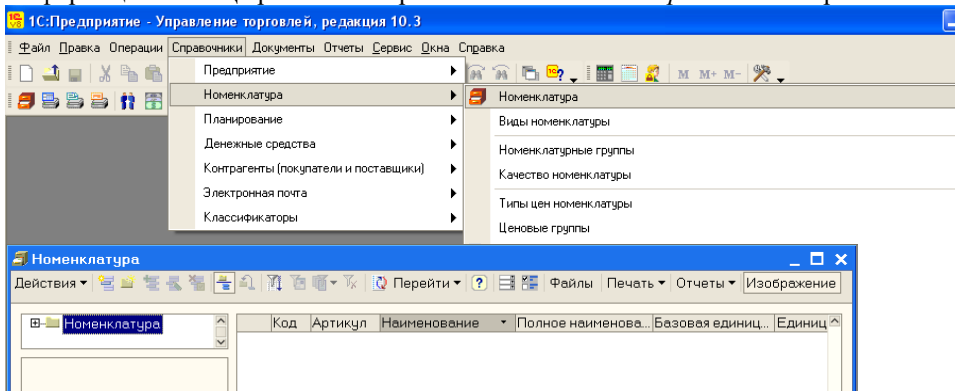 1С:Предприятие - Управление торговлей, редакция 10.3
Файл Правка Операции Справочники Документы Отчеты Сервис Окна Справка
M M+ M-
Предприятие
Номенклатура
Планирование
Денежные средства
Контрагенты (покупатели и поставщики)
Электронная почта
Классификаторы
Номенклатура
Виды номенклатуры
Номенклатурные группы
Качество номенклатуры
Типы цен номенклатуры
Ценовые группы
Номенклатура
Действия Перейти Файлы Печать Отчеты Изображение
Номенклатура
Код Артикул Наименование Полное наименова... Базовая единиц... Единиц